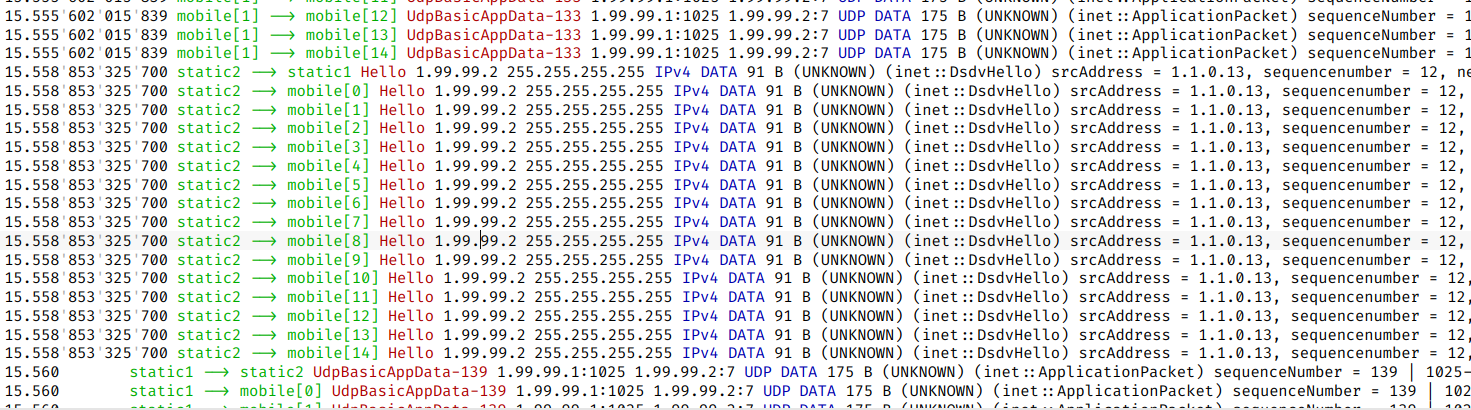 15.555'602'015'839 mobile[1] → mobile[12] UdpBasicAppData-133 1.99.99.1:1025 1.99.99.2:7 UDP DATA 175 B (UNKNOWN) (inet::ApplicationPacket) sequenceNumber = 1
15.555'602'015'839 mobile[1] → mobile[13] UdpBasicAppData-133 1.99.99.1:1025 1.99.99.2:7 UDP DATA 175 B (UNKNOWN) (inet::ApplicationPacket) sequenceNumber = 1
15.555'602'015'839 mobile[1] → mobile[14] UdpBasicAppData-133 1.99.99.1:1025 1.99.99.2:7 UDP DATA 175 B (UNKNOWN) (inet::ApplicationPacket) sequenceNumber = 1
15.558'853'325'700 static2 → static1 Hello 1.99.99.2 255.255.255.255 IPv4 DATA 91 B (UNKNOWN) (inet::DsdvHello) srcAddress = 1.1.0.13, sequencenumber = 12, ne
15.558'853'325'700 static2 → mobile[0] Hello 1.99.99.2 255.255.255.255 IPv4 DATA 91 B (UNKNOWN) (inet::DsdvHello) srcAddress = 1.1.0.13, sequencenumber = 12,
15.558'853'325'700 static2 → mobile[1] Hello 1.99.99.2 255.255.255.255 IPv4 DATA 91 B (UNKNOWN) (inet::DsdvHello) srcAddress = 1.1.0.13, sequencenumber = 12,
15.558'853'325'700 static2 → mobile[2] Hello 1.99.99.2 255.255.255.255 IPv4 DATA 91 B (UNKNOWN) (inet::DsdvHello) srcAddress = 1.1.0.13, sequencenumber = 12,
15.558'853'325'700 static2 → mobile[3] Hello 1.99.99.2 255.255.255.255 IPv4 DATA 91 B (UNKNOWN) (inet::DsdvHello) srcAddress = 1.1.0.13, sequencenumber = 12,
15.558'853'325'700 static2 → mobile[4] Hello 1.99.99.2 255.255.255.255 IPv4 DATA 91 B (UNKNOWN) (inet::DsdvHello) srcAddress = 1.1.0.13, sequencenumber = 12,
15.558'853'325'700 static2 → mobile[5] Hello 1.99.99.2 255.255.255.255 IPv4 DATA 91 B (UNKNOWN) (inet::DsdvHello) srcAddress = 1.1.0.13, sequencenumber = 12,
15.558'853'325'700 static2 → mobile[6] Hello 1.99.99.2 255.255.255.255 IPv4 DATA 91 B (UNKNOWN) (inet::DsdvHello) srcAddress = 1.1.0.13, sequencenumber = 12,
15.558'853'325'700 static2 → mobile[7] Hello 1.99.99.2 255.255.255.255 IPv4 DATA 91 B (UNKNOWN) (inet::DsdvHello) srcAddress = 1.1.0.13, sequencenumber = 12,
15.558'853'325'700 static2 → mobile[8] Hello 1.99.99.2 255.255.255.255 IPv4 DATA 91 B (UNKNOWN) (inet::DsdvHello) srcAddress = 1.1.0.13, sequencenumber = 12,
15.558'853'325'700 static2 → mobile[9] Hello 1.99.99.2 255.255.255.255 IPv4 DATA 91 B (UNKNOWN) (inet::DsdvHello) srcAddress = 1.1.0.13, sequencenumber = 12,
15.558'853'325'700 static2 → mobile[10] Hello 1.99.99.2 255.255.255.255 IPv4 DATA 91 B (UNKNOWN) (inet::DsdvHello) srcAddress = 1.1.0.13, sequencenumber = 12,
15.558'853'325'700 static2 → mobile[11] Hello 1.99.99.2 255.255.255.255 IPv4 DATA 91 B (UNKNOWN) (inet::DsdvHello) srcAddress = 1.1.0.13, sequencenumber = 12,
15.558'853'325'700 static2 → mobile[12] Hello 1.99.99.2 255.255.255.255 IPv4 DATA 91 B (UNKNOWN) (inet::DsdvHello) srcAddress = 1.1.0.13, sequencenumber = 12,
15.558'853'325'700 static2 → mobile[13] Hello 1.99.99.2 255.255.255.255 IPv4 DATA 91 B (UNKNOWN) (inet::DsdvHello) srcAddress = 1.1.0.13, sequencenumber = 12,
15.558'853'325'700 static2 → mobile[14] Hello 1.99.99.2 255.255.255.255 IPv4 DATA 91 B (UNKNOWN) (inet::DsdvHello) srcAddress = 1.1.0.13, sequencenumber = 12,
15.560 static1 → static2 UdpBasicAppData-139 1.99.99.1:1025 1.99.99.2:7 UDP DATA 175 B (UNKNOWN) (inet::ApplicationPacket) sequenceNumber = 139 | 1025-
15.560 static1 → mobile[0] UdpBasicAppData-139 1.99.99.1:1025 1.99.99.2:7 UDP DATA 175 B (UNKNOWN) (inet::ApplicationPacket) sequenceNumber = 139 | 102